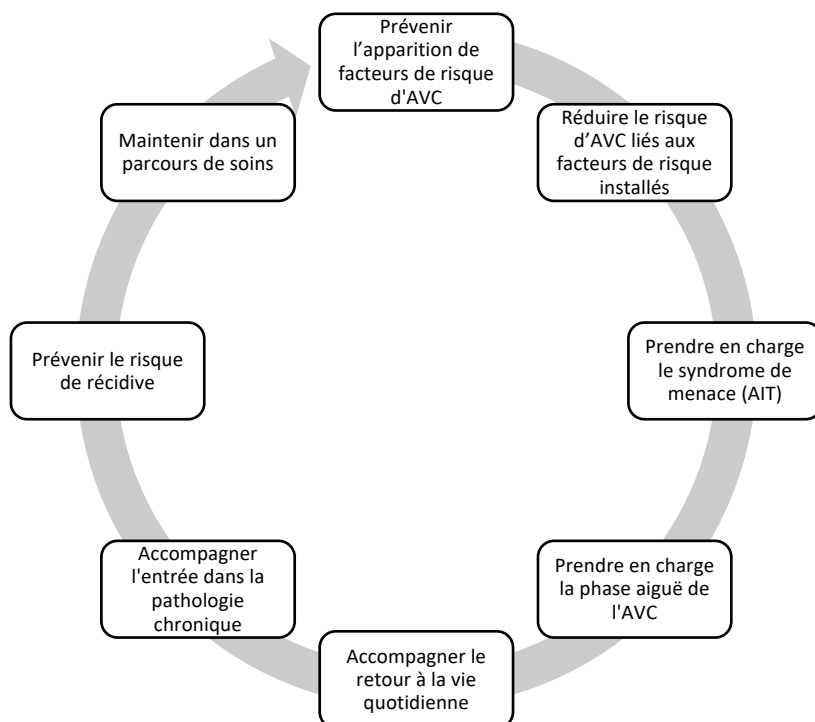 Prévenir
l’apparition de
facteurs de risque
d'AVC
Réduire le risque
d’AVC liés aux
facteurs de risque
installés
Prendre en charge
le syndrome de
menace (AIT)
Prendre en charge
la phase aiguë de
l'AVC
Accompagner le
retour à la vie
quotidienne
Accompagner
l'entrée dans la
pathologie
chronique
Prévenir le risque
de récidive
Maintenir dans un
parcours de soins